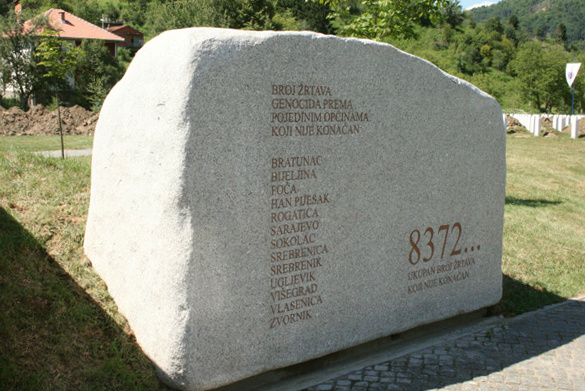 BROJ ŽRTAVA
GENOCIDA PREMA
POJEDINIM OPĆINAMA
KOJI NIJE KONAČAN
BRATUNAC
BIJELJINA
FOČA
HAN PIJESAK
ROGATICA
SARAJEVO
SOKOLAC
SREBRENICA
SREBRENIK
UGLJEVIK
VIŠEGRAD
VLASENICA
ZVORNIK
8372...
UKUPAN BROJ ŽRTAVA
KOJI NIJE KONAČAN